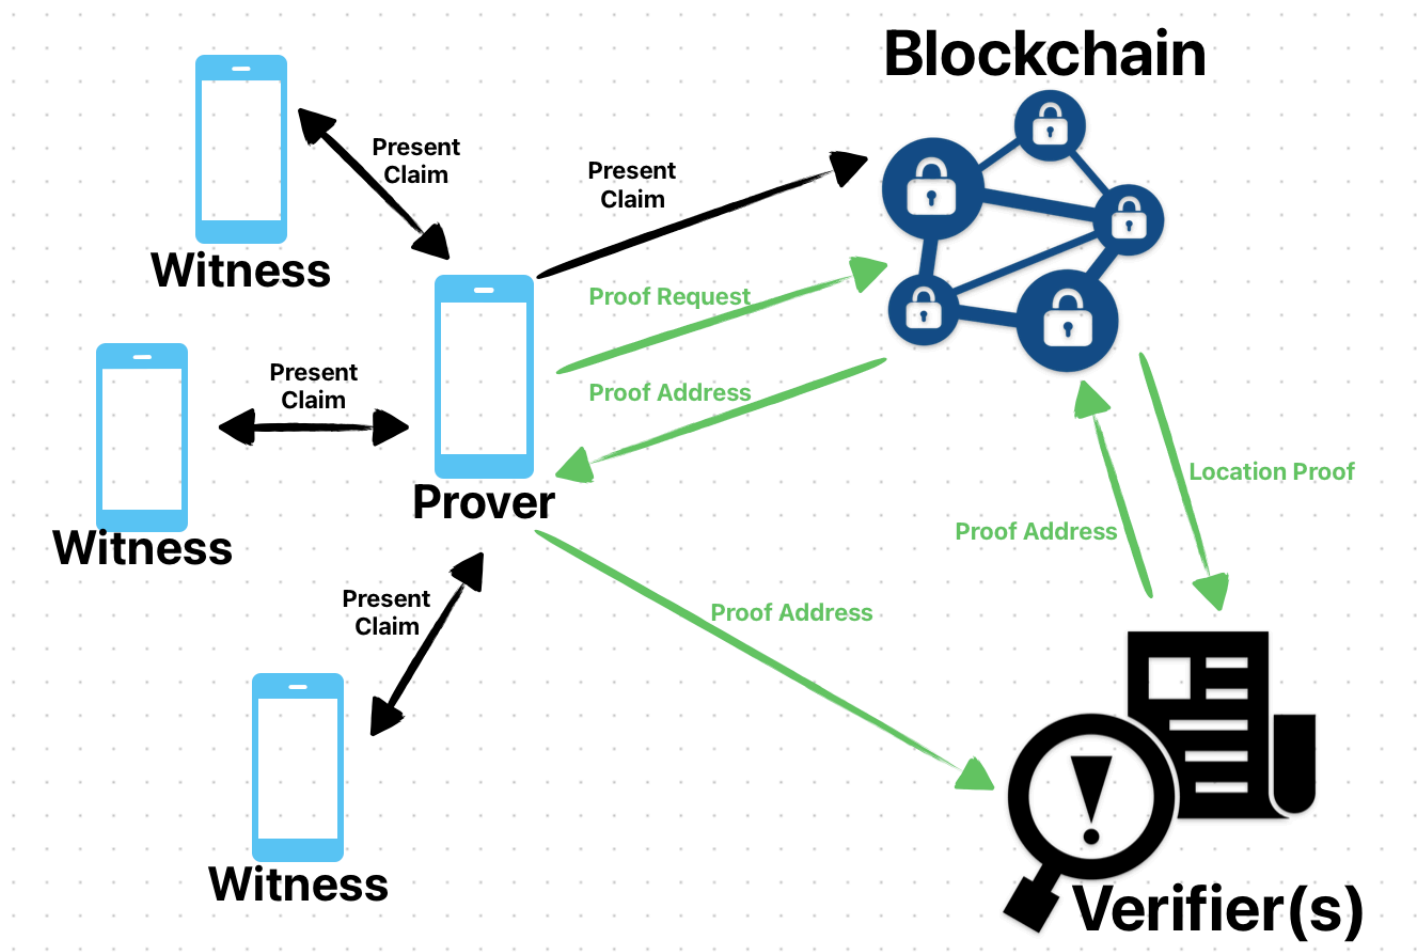 Blockchain
Present
Claim
Present
Claim
Witness
Proof Request
Present
Claim
Proof Address
Location Proof
Prover
Proof Address
Witness
Present
Claim
Proof Address
Witness
Verifier(s)